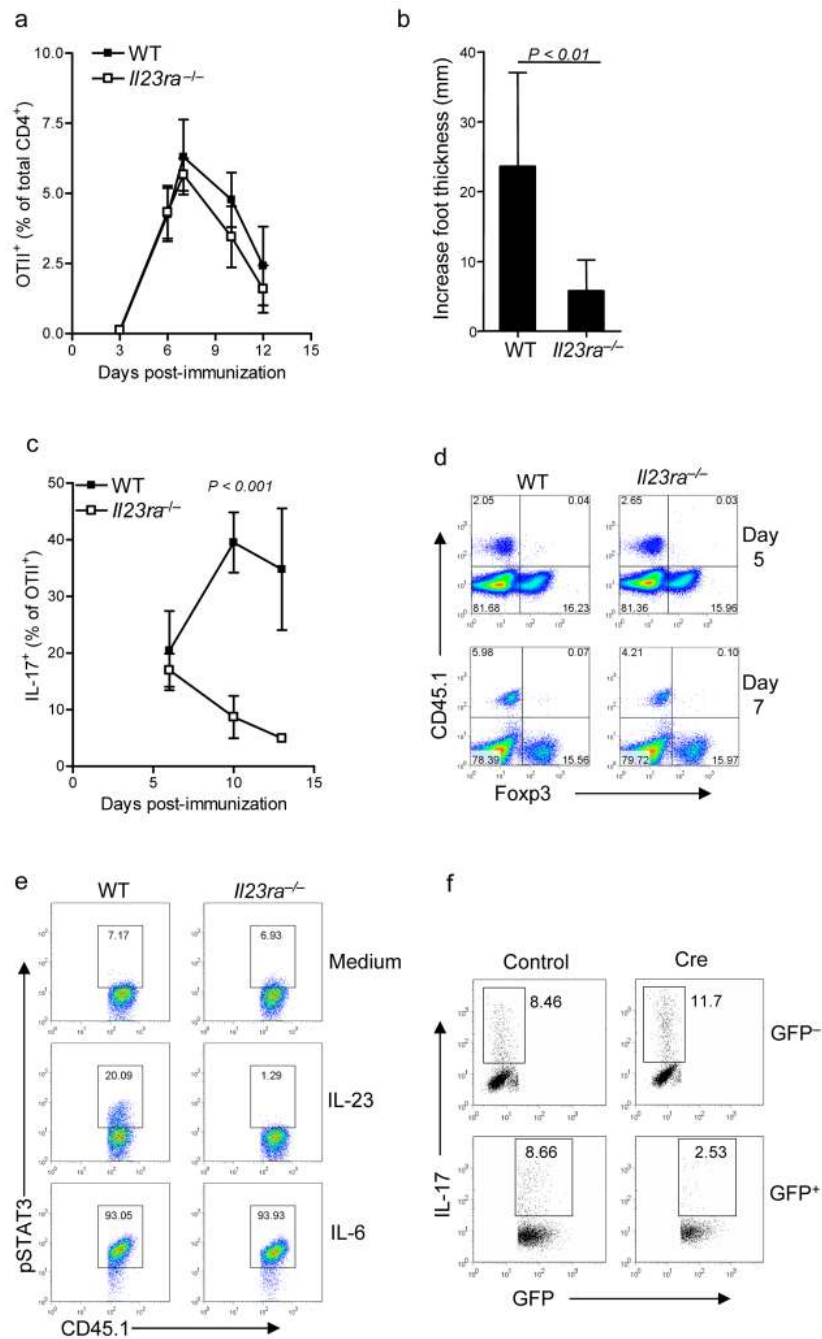 a
WT
Il23ra–/–
OTII+ (% of total CD4+)
10.0
7.5
5.0
2.5
0.0
0 3 6 9 12 15
Days post-immunization
b
P < 0.01
Increase foot thickness (mm)
40
30
20
10
0
WT Il23ra–/–
c
WT
Il23ra–/–
P < 0.001
IL-17+ (% of OTII+)
50
40
30
20
10
0
0 5 10 15
Days post-immunization
d
WT Il23ra–/–
2.05 0.04 2.65 0.03
81.68 16.23 81.36 15.96
Day
5
5.98 0.07 4.21 0.10
78.39 15.56 79.72 15.97
Day
7
CD45.1
Foxp3
e
WT Il23ra–/–
7.17 6.93
Medium
20.09 1.29
IL-23
93.05 93.93
IL-6
pSTAT3
CD45.1
f
Control Cre
8.46 11.7
GFP–
8.66 2.53
GFP+
IL-17
GFP